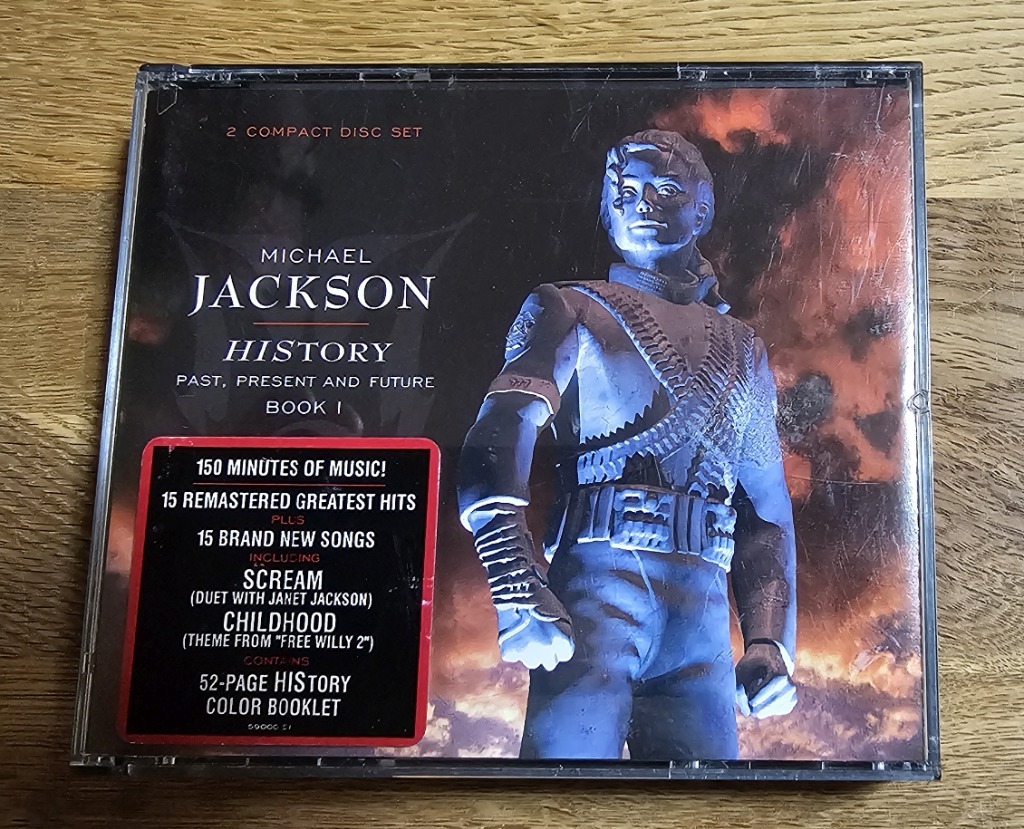 2 COMPACT DISC SET
MICHAEL
JACKSON
HISTORY
PAST, PRESENT AND FUTURE
BOOK I
150 MINUTES OF MUSIC!
15 REMASTERED GREATEST HITS
PLUS
15 BRAND NEW SONGS
INCLUDING
SCREAM
(DUET WITH JANET JACKSON)
CHILDHOOD
(THEME FROM "FREE WILLY 2")
CONTAINS
52-PAGE HIStory
COLOR BOOKLET